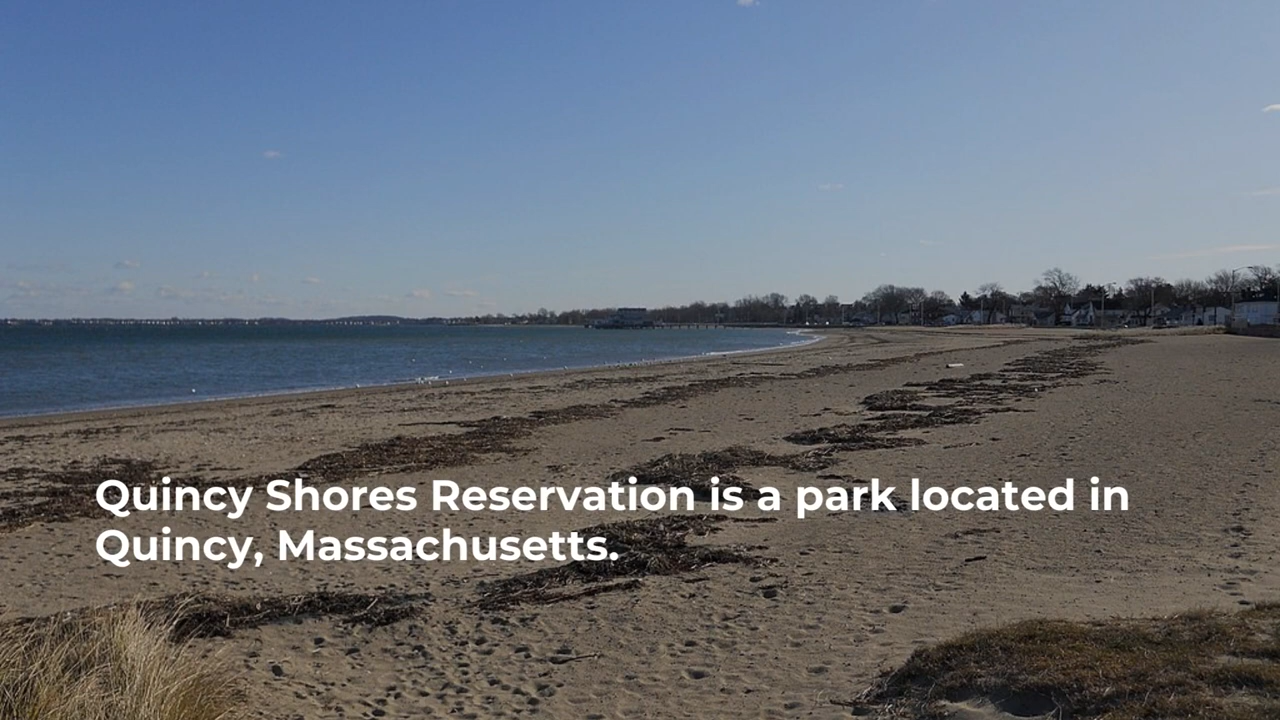 Quincy Shores Reservation is a park located in
Quincy, Massachusetts.